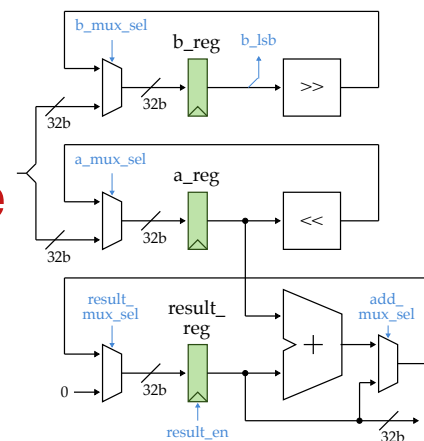 b_mux_sel
b_reg
b_lsb
>>
32b
32b
a_mux_sel
a_reg
<<
e
32b
32b
result_
mux_sel
result_
reg
add_
mux_sel
+
0
32b
result_en
32b